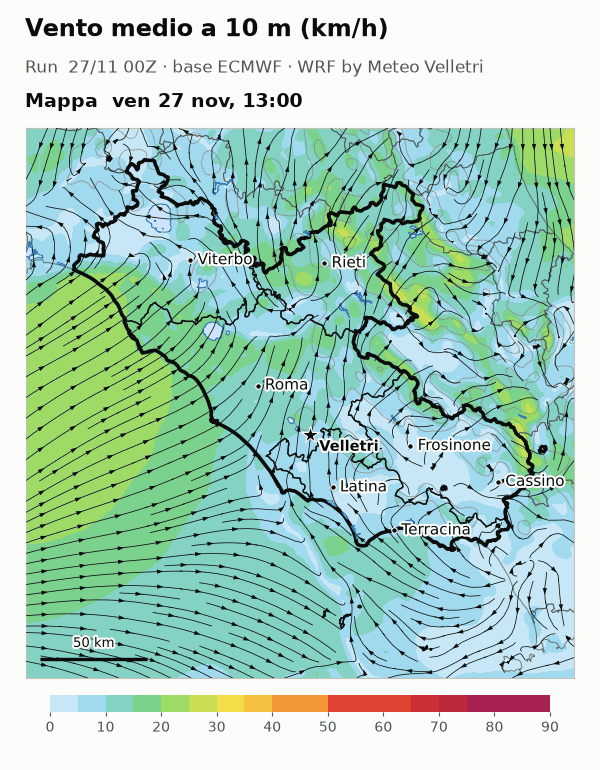 Vento medio a 10 m (km/h)
Run 27/11 00Z · base ECMWF · WRF by Meteo Velletri
Mappa ven 27 nov, 13:00
Viterbo
Rieti
Roma
Velletri
Frosinone
Latina
Cassino
Terracina
50 km
0 10 20 30 40 50 60 70 80 90